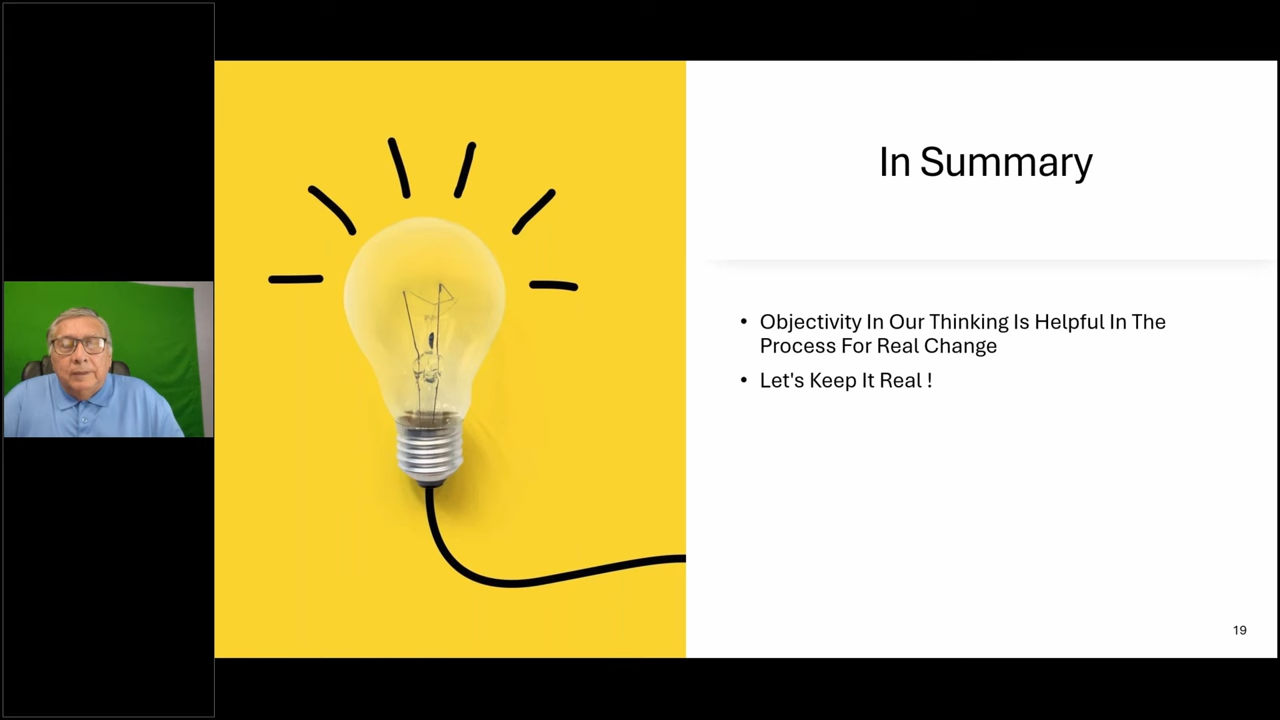 In Summary
• Objectivity In Our Thinking Is Helpful In The
Process For Real Change
• Let's Keep It Real !
19